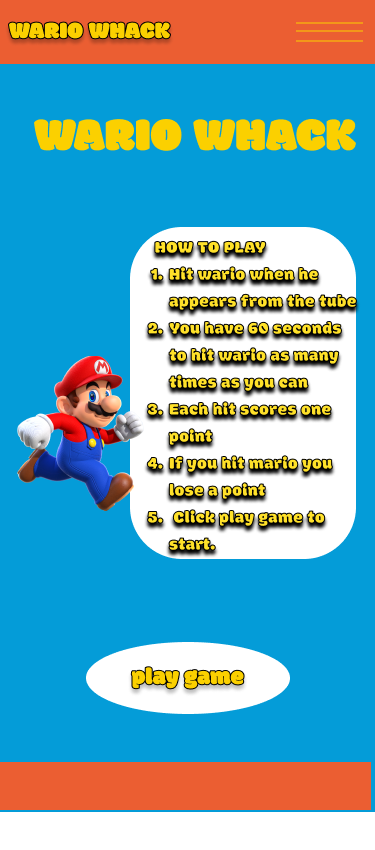 WARIO WHACK
WARIO WHACK
HOW TO PLAY
1. Hit wario when he
appears from the tube
2. You have 60 seconds
to hit wario as many
times as you can
3. Each hit scores one
point
4. If you hit mario you
lose a point
5. Click play game to
start.
play game